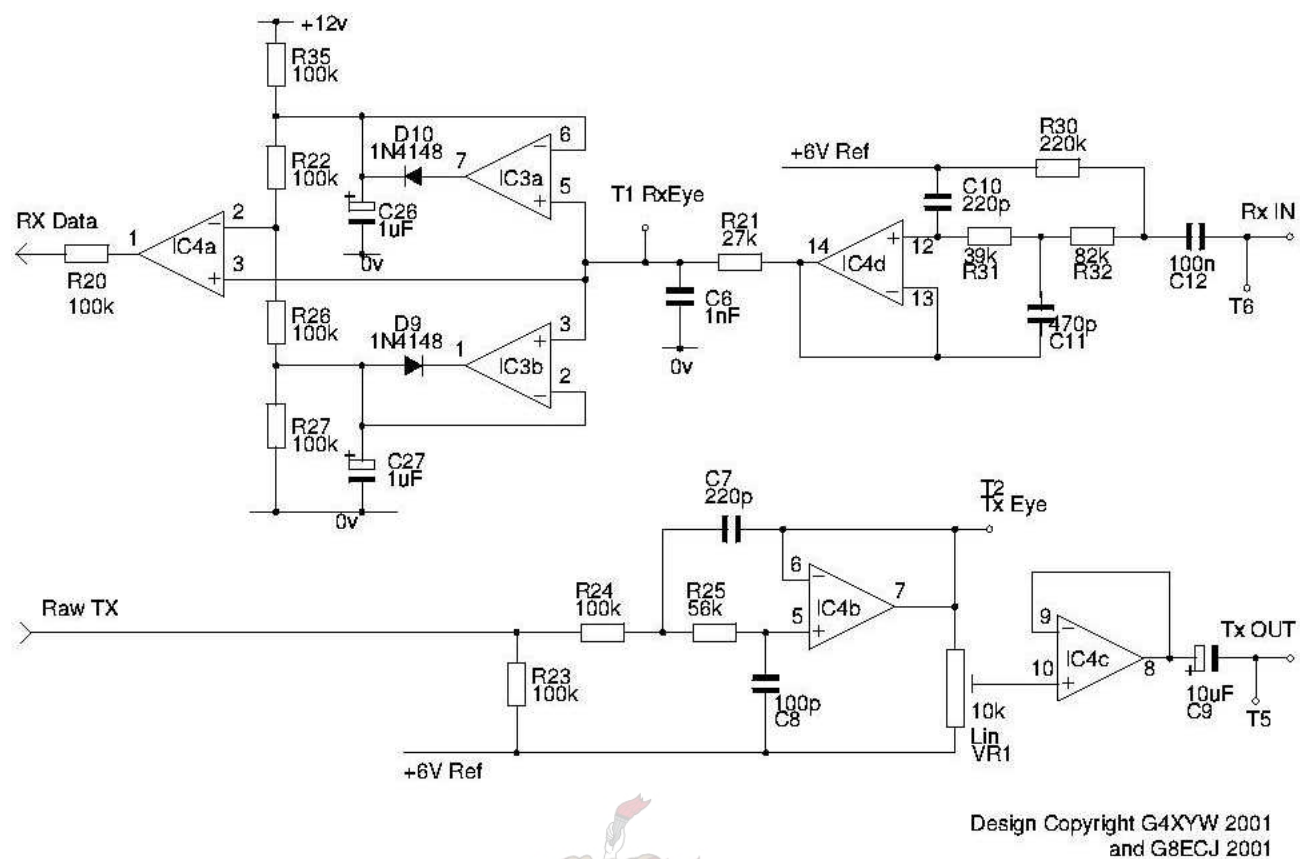 +12v
R35
100k
D10
1N4148
7
6
5
IC3a
R22
100k
C26
1uF
0v
RX Data
1
2
3
IC4a
R20
100k
T1 RxEye
R21
27k
C6
1nF
0v
14
IC4d
12
13
+6V Ref
C10
220p
R30
220k
39k
R31
82k
R32
470p
C11
100n
C12
Rx IN
T6
R26
100k
D9
1N4148
1
3
2
IC3b
R27
100k
C27
1uF
0v
C7
220p
T2
Tx Eye
Raw TX
R24
100k
R25
56k
6
5
7
IC4b
R23
100k
100p
C8
10k
Lin
VR1
9
10
8
IC4c
10uF
C9
Tx OUT
T5
+6V Ref
Design Copyright G4XYW 2001
and G8ECJ 2001